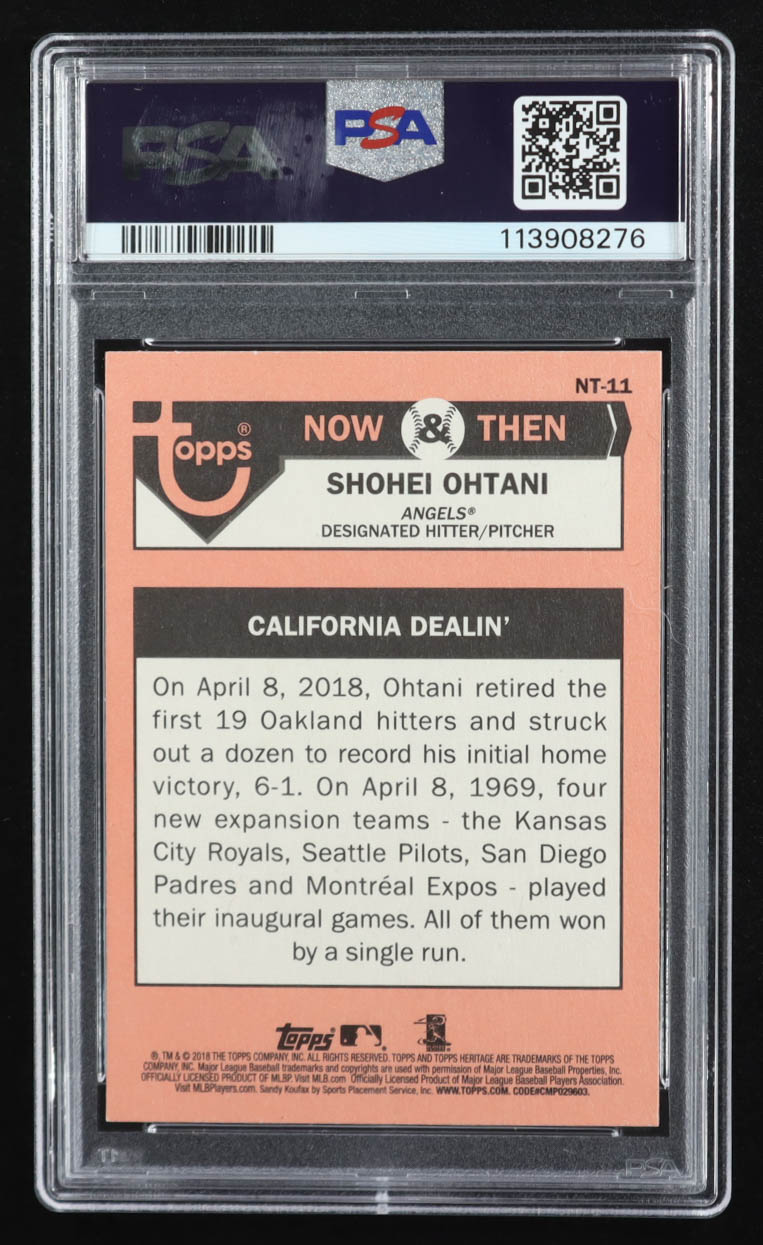 PSA
PSA
113908276
NT-11
topps®
NOW & THEN
SHOHEI OHTANI
ANGELS®
DESIGNATED HITTER/PITCHER
CALIFORNIA DEALIN'
On April 8, 2018, Ohtani retired the
first 19 Oakland hitters and struck
out a dozen to record his initial home
victory, 6-1. On April 8, 1969, four
new expansion teams - the Kansas
City Royals, Seattle Pilots, San Diego
Padres and Montréal Expos - played
their inaugural games. All of them won
by a single run.
topps
®, TM & © 2018 THE TOPPS COMPANY, INC. ALL RIGHTS RESERVED. TOPPS AND TOPPS HERITAGE ARE TRADEMARKS OF THE TOPPS
COMPANY, INC. Major League Baseball trademarks and copyrights are used with permission of Major League Baseball Properties, Inc.
OFFICIALLY LICENSED PRODUCT OF MLBP. Visit MLB.com Officially Licensed Product of Major League Baseball Players Association.
Visit MLBPlayers.com. Sandy Koufax by Sports Placement Service, Inc. WWW.TOPPS.COM. CODE#CMP029603.
PSA